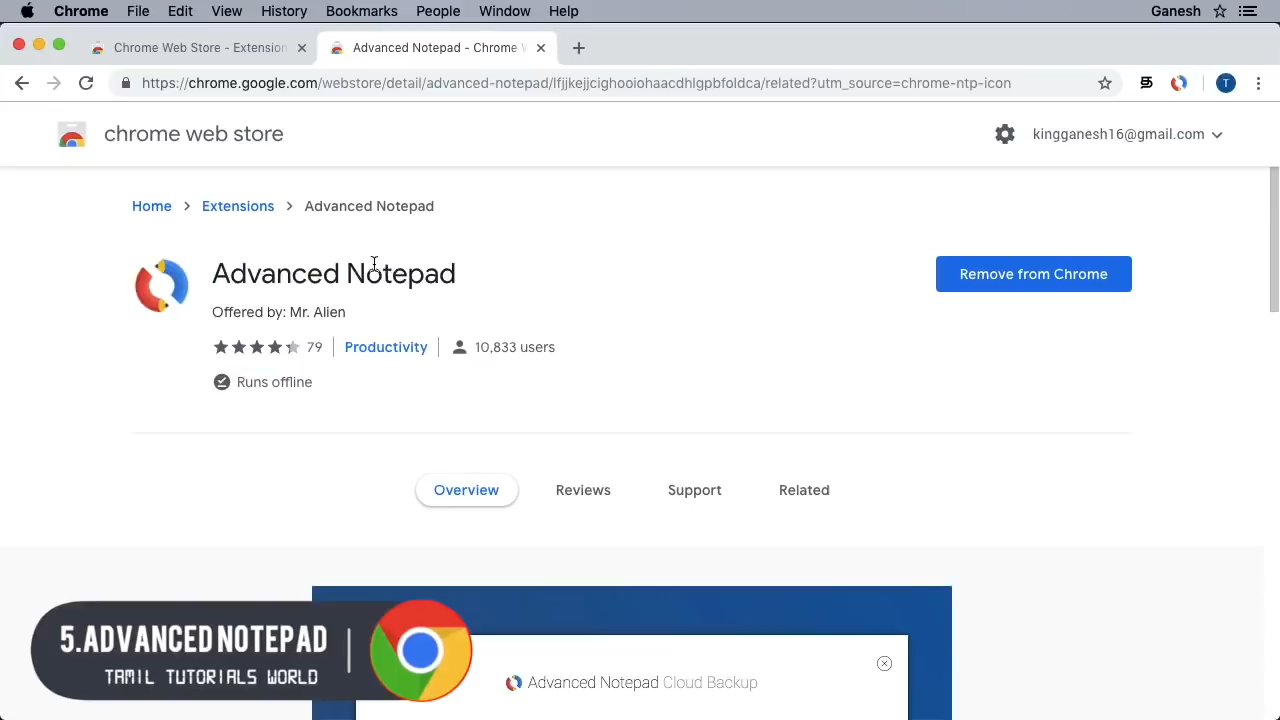 Chrome File Edit View History Bookmarks People Window Help Ganesh
Chrome Web Store - Extension Advanced Notepad - Chrome W
https://chrome.google.com/webstore/detail/advanced-notepad/lfjjkejjcighooiohaacdhlgpbfoldca/related?utm_source=chrome-ntp-icon T
chrome web store kingganesh16@gmail.com
Home > Extensions > Advanced Notepad
Advanced Notepad
Remove from Chrome
Offered by: Mr. Alien
79 Productivity 10,833 users
Runs offline
Overview Reviews Support Related
5.ADVANCED NOTEPAD
TAMIL TUTORIALS WORLD
Advanced Notepad Cloud Backup